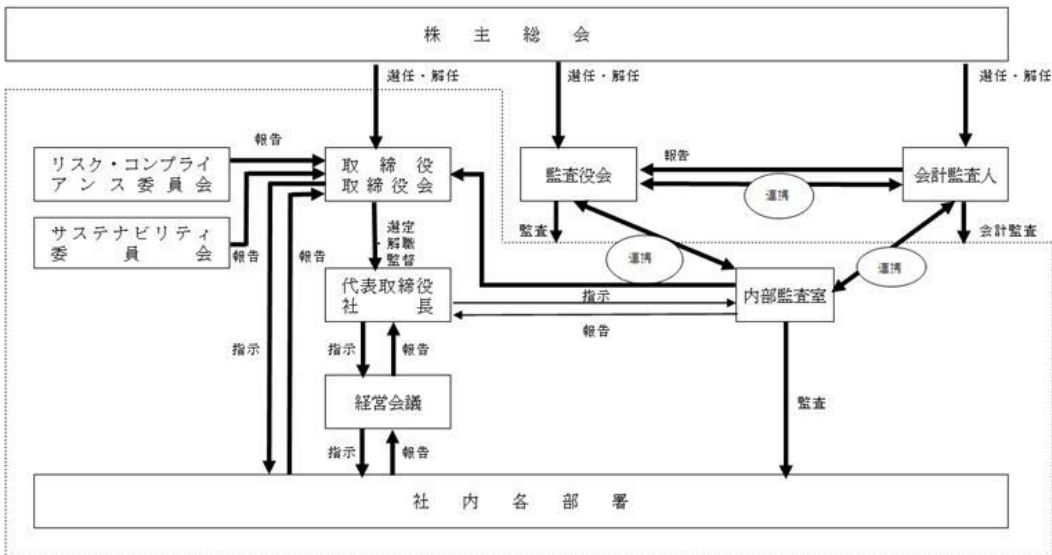 株主総会
選任・解任
選任・解任
選任・解任
報告
リスク・コンプライ
アンス委員会
取締役
取締役会
監査役会
報告
連携
会計監査人
サステナビリティ
委員会
報告
報告
選定
・解職
監督
監査
会計監査
連携
連携
代表取締役
社長
指示
報告
内部監査室
指示
指示
報告
経営会議
監査
指示
報告
社内各部署